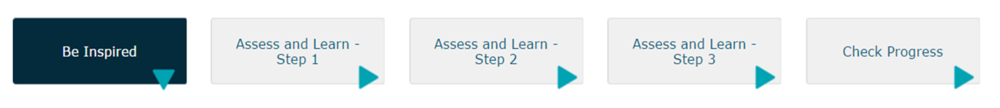 Be Inspired
Assess and Learn -
Step 1
Assess and Learn -
Step 2
Assess and Learn -
Step 3
Check Progress